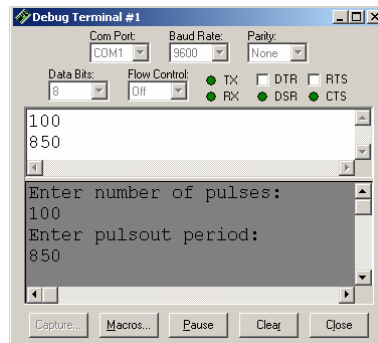 Debug Terminal #1
Com Port: Baud Rate: Parity:
COM1 9600 None
Data Bits: Flow Control: TX DTR RTS
8 Off RX DSR CTS
100
850
Enter number of pulses:
100
Enter pulsout period:
850
Capture... Macros... Pause Clear Close